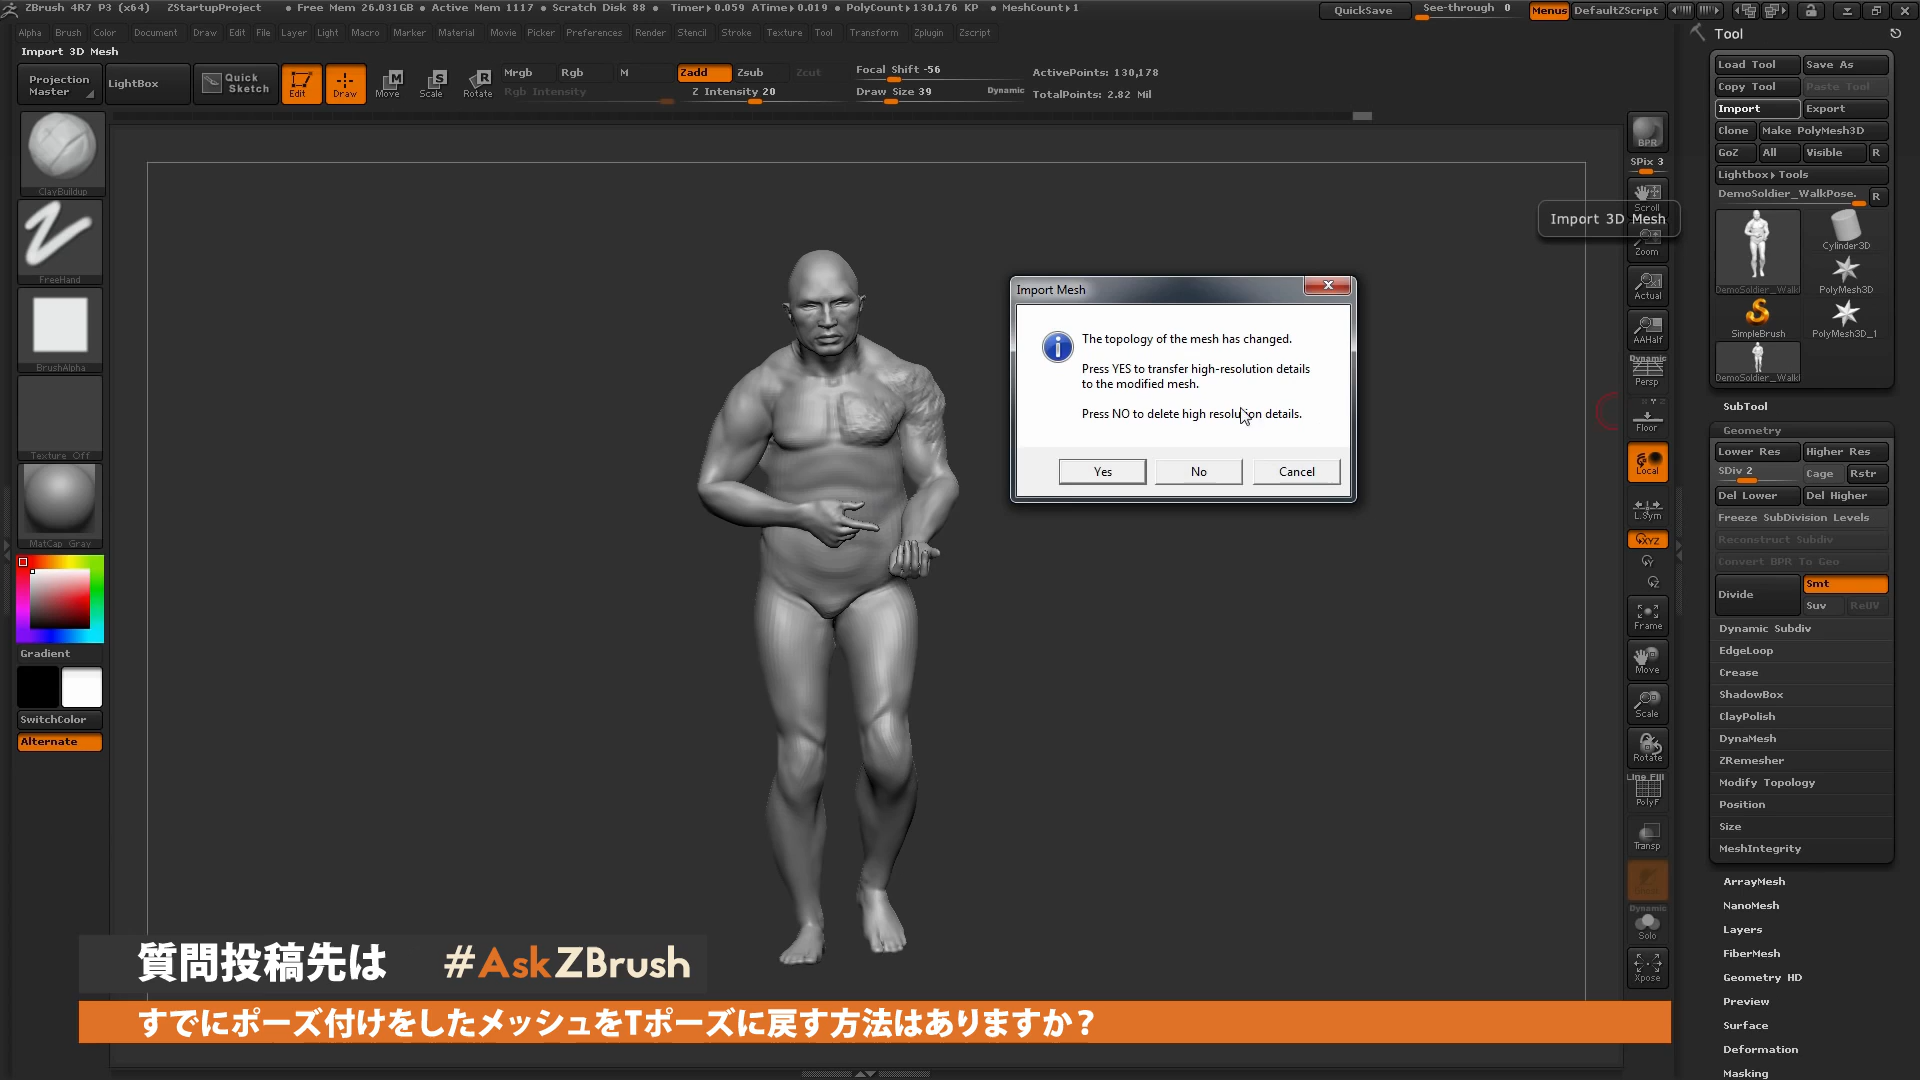 ZBrush 4R7 P3 (x64) ZStartupProject • Free Mem 26.031GB • Active Mem 1117 • Scratch Disk 88 • Timer▸0.059 ATime▸0.019 • PolyCount▸130.176 KP • MeshCount▸1 QuickSave See-through 0 Menus DefaultZScript
Alpha Brush Color Document Draw Edit File Layer Light Macro Marker Material Movie Picker Preferences Render Stencil Stroke Texture Tool Transform Zplugin Zscript
Import 3D Mesh
Projection Master
LightBox
Quick Sketch
Edit
Draw
Move
Scale
Rotate
Mrgb Rgb M Zadd Zsub Zcut
Rgb Intensity Z Intensity 20
Focal Shift -56
Draw Size 39 Dynamic
ActivePoints: 130,178
TotalPoints: 2.82 Mil
ClayBuildup
FreeHand
BrushAlpha
Texture Off
MatCap Gray
Gradient
SwitchColor
Alternate
Import Mesh
The topology of the mesh has changed.
Press YES to transfer high-resolution details
to the modified mesh.
Press NO to delete high resolution details.
Yes No Cancel
BPR
SPix 3
Scroll
Import 3D Mesh
Zoom
Actual
AAHalf
Dynamic
Persp
Floor
Local
L.Sym
XYZ
Frame
Move
Scale
Rotate
Line Fill
PolyF
Transp
Dynamic
Solo
Xpose
Tool
Load Tool Save As
Copy Tool Paste Tool
Import Export
Clone Make PolyMesh3D
GoZ All Visible R
Lightbox▸Tools
DemoSoldier_WalkPose. R
Cylinder3D
DemoSoldier_Walk PolyMesh3D
SimpleBrush PolyMesh3D_1
DemoSoldier_Walk
SubTool
Geometry
Lower Res Higher Res
SDiv 2 Cage Rstr
Del Lower Del Higher
Freeze SubDivision Levels
Reconstruct Subdiv
Convert BPR To Geo
Divide Smt
Suv ReUV
Dynamic Subdiv
EdgeLoop
Crease
ShadowBox
ClayPolish
DynaMesh
ZRemesher
Modify Topology
Position
Size
MeshIntegrity
ArrayMesh
NanoMesh
Layers
FiberMesh
Geometry HD
Preview
Surface
Deformation
Masking
質問投稿先は #AskZBrush
すでにポーズ付けをしたメッシュをTポーズに戻す方法はありますか？